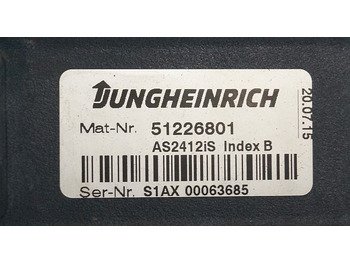 JUNGHEINRICH
Mat-Nr. 51226801
AS2412iS Index B
Ser-Nr. S1AX 00063685
20.07.15